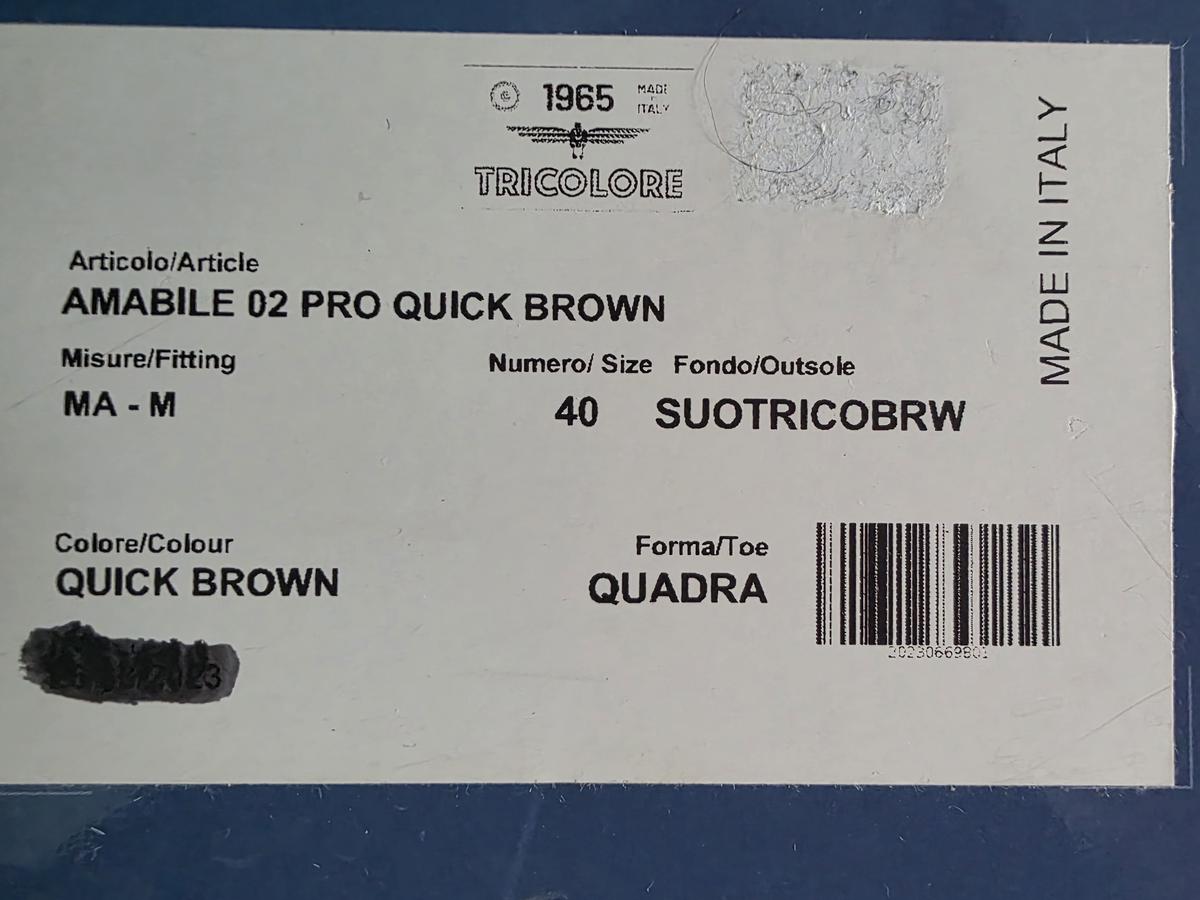 1965 MADE
ITALY
TRICOLORE
MADE IN ITALY
Articolo/Article
AMABILE 02 PRO QUICK BROWN
Misure/Fitting
Numero/ Size Fondo/Outsole
MA - M
40 SUOTRICOBRW
Colore/Colour
Forma/Toe
QUICK BROWN
QUADRA
20230669801